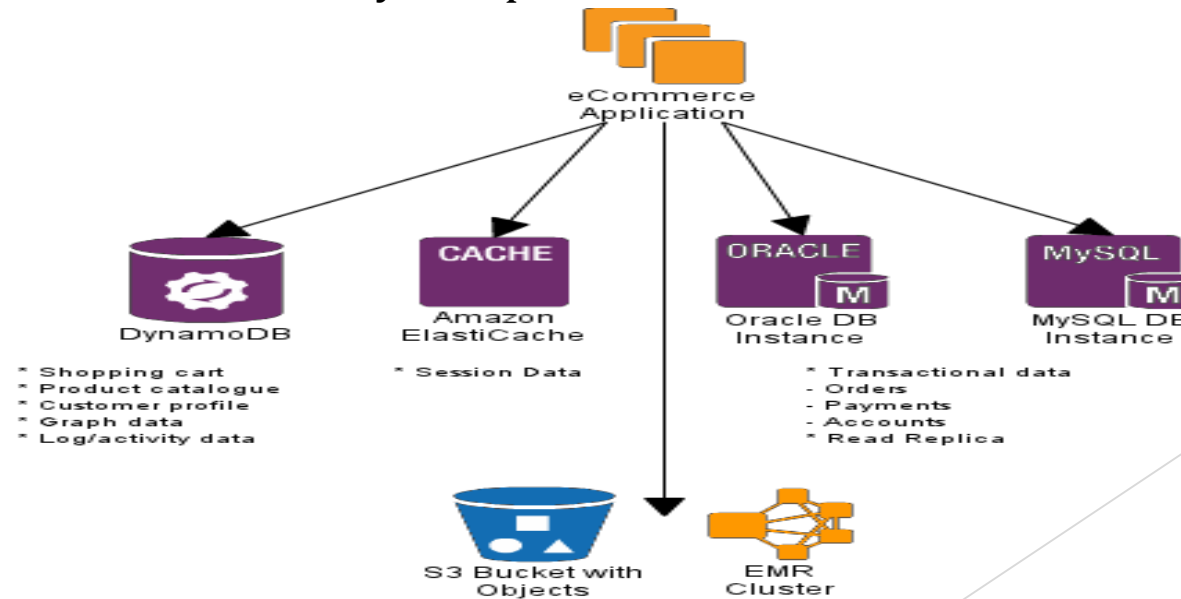 eCommerce
Application
CACHE
ORACLE
M
MySQL
M
DynamoDB
Amazon
ElastiCache
Oracle DB
Instance
MySQL DB
Instance
* Shopping cart
* Product catalogue
* Customer profile
* Graph data
* Log/activity data
* Session Data
* Transactional data
- Orders
- Payments
- Accounts
* Read Replica
S3 Bucket with
Objects
EMR
Cluster